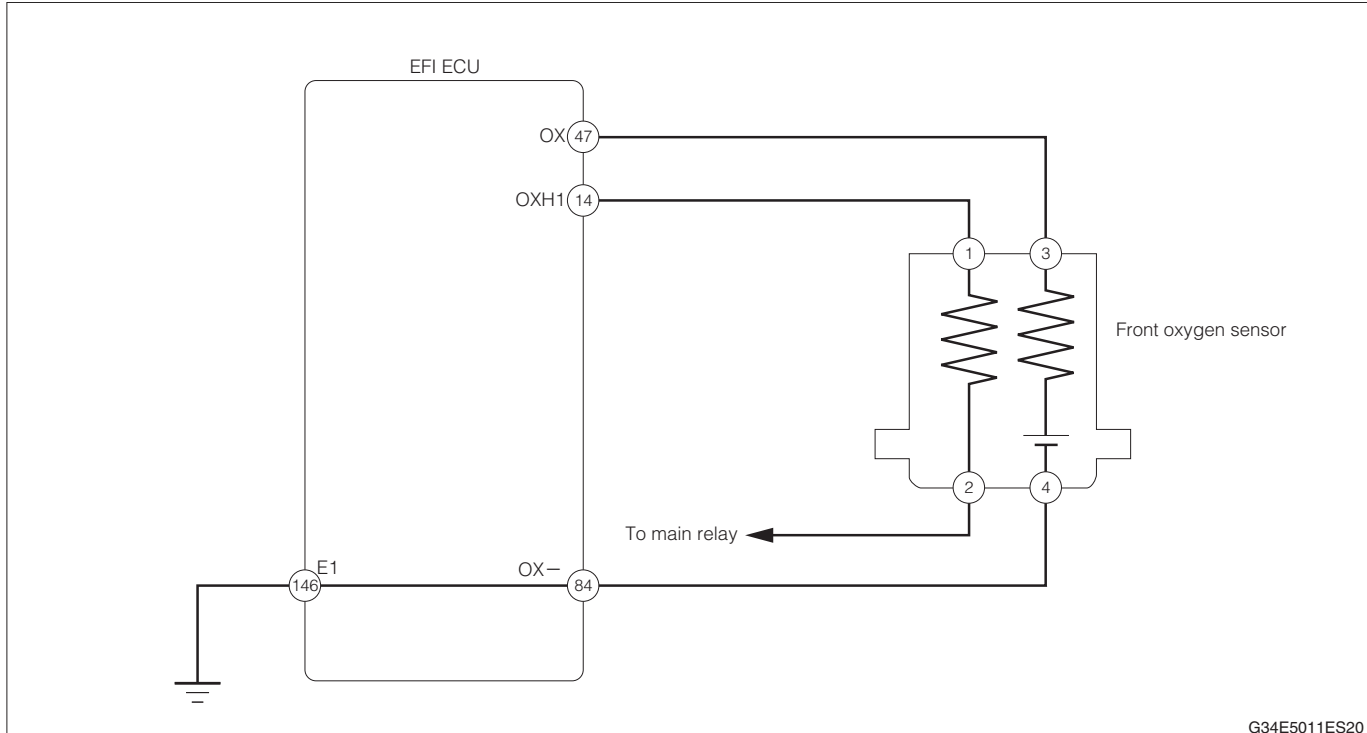 EFI ECU
OX 47
OXH1 14
1 3
Front oxygen sensor
2 4
To main relay
E1
146
OX− 84
G34E5011ES20